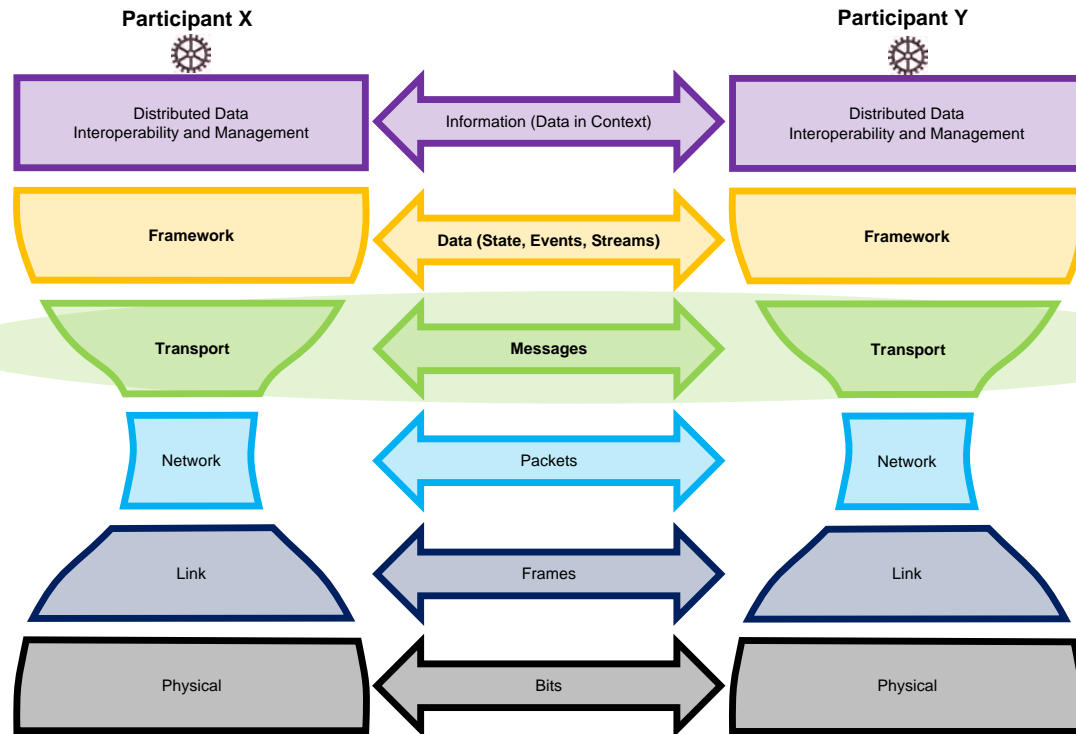 Participant X
Participant Y
Distributed Data
Interoperability and Management
Information (Data in Context)
Distributed Data
Interoperability and Management
Framework
Data (State, Events, Streams)
Framework
Transport
Messages
Transport
Network
Packets
Network
Link
Frames
Link
Physical
Bits
Physical